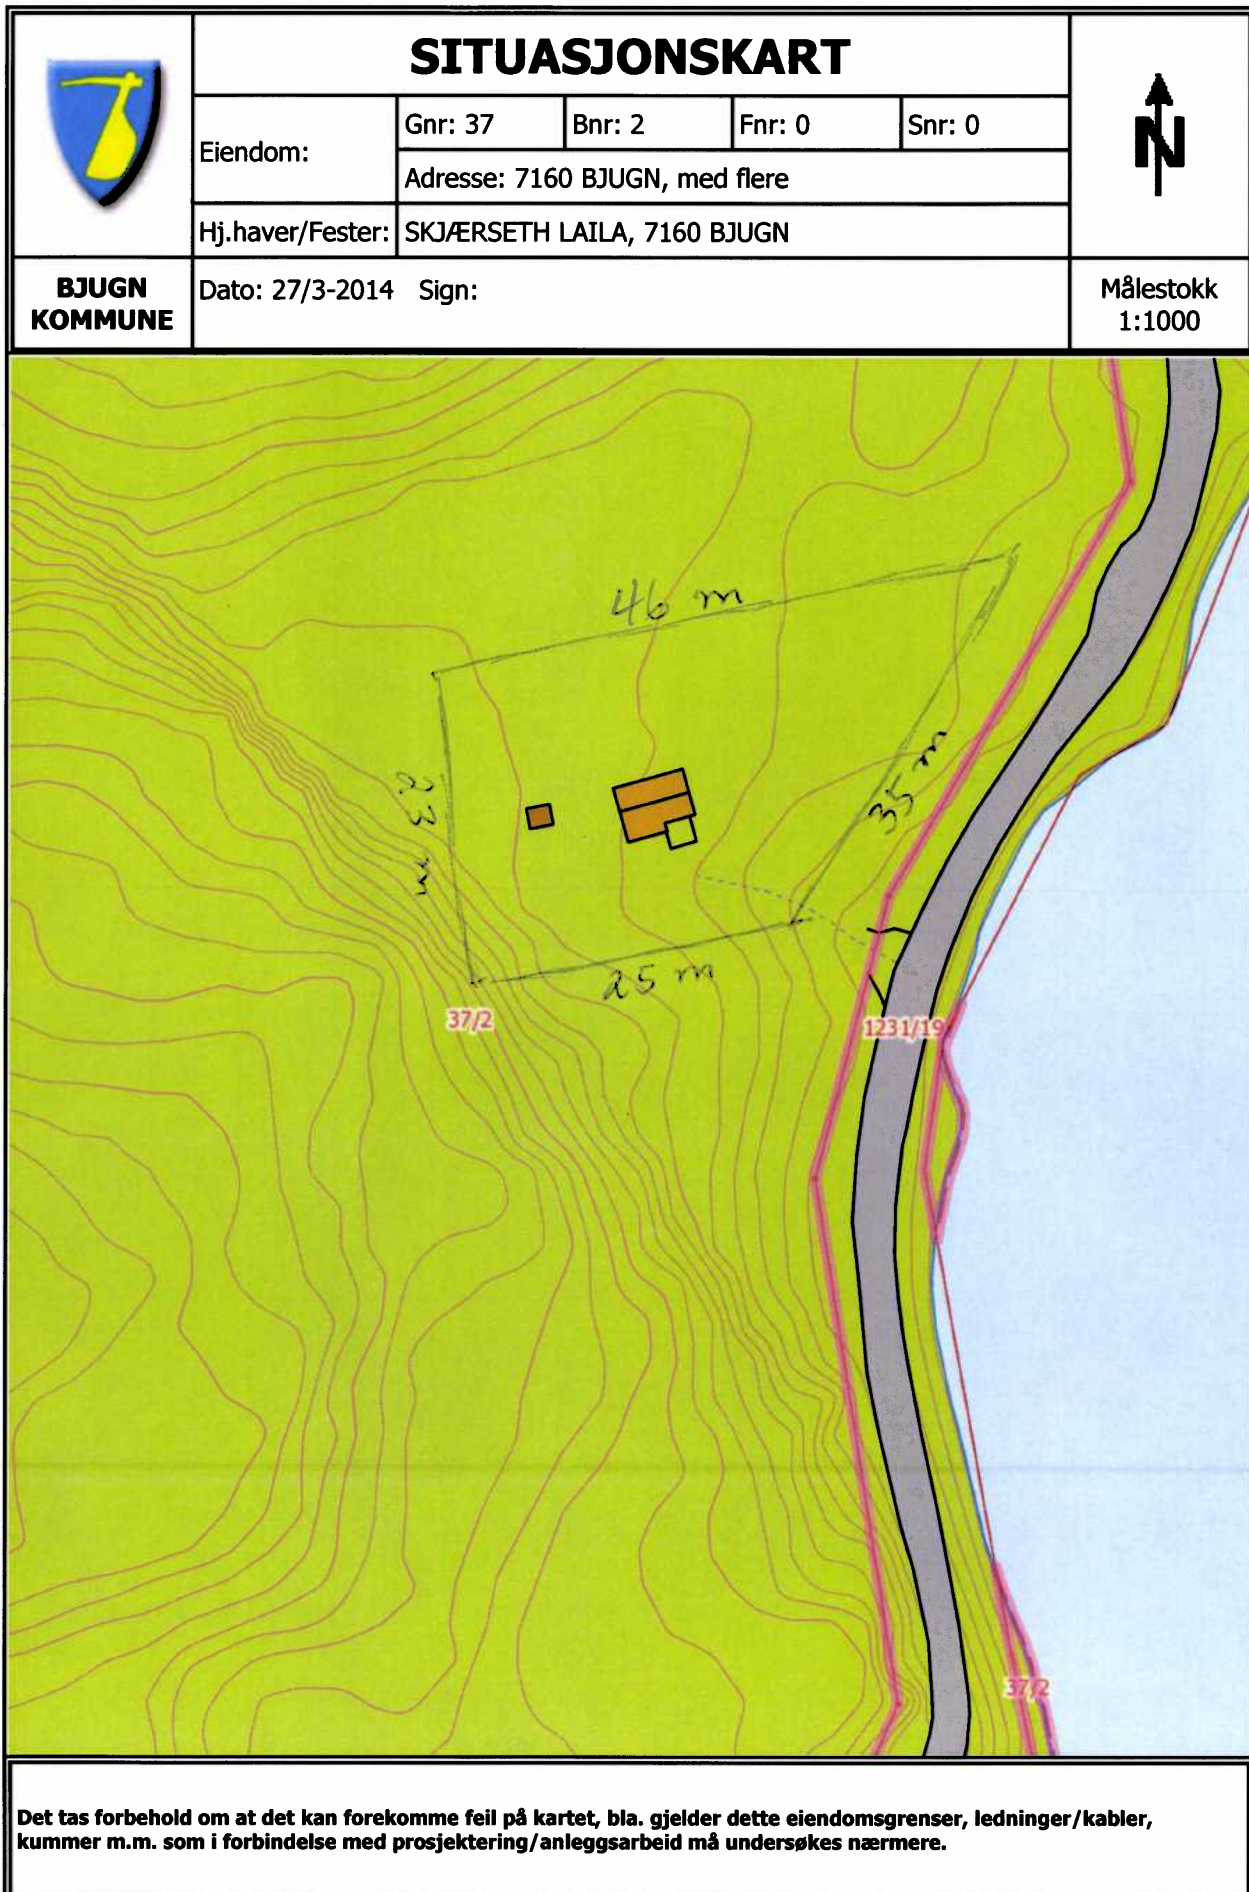 SITUASJONSKART
N
Eiendom:
Gnr: 37
Bnr: 2
Fnr: 0
Snr: 0
Adresse: 7160 BJUGN, med flere
Hj.haver/Fester:
SKJÆRSETH LAILA, 7160 BJUGN
BJUGN
KOMMUNE
Dato: 27/3-2014 Sign:
Målestokk
1:1000
46 m
23 m
35 m
25 m
37/2
1231/19
37/2
Det tas forbehold om at det kan forekomme feil på kartet, bla. gjelder dette eiendomsgrenser, ledninger/kabler,
kummer m.m. som i forbindelse med prosjektering/anleggsarbeid må undersøkes nærmere.